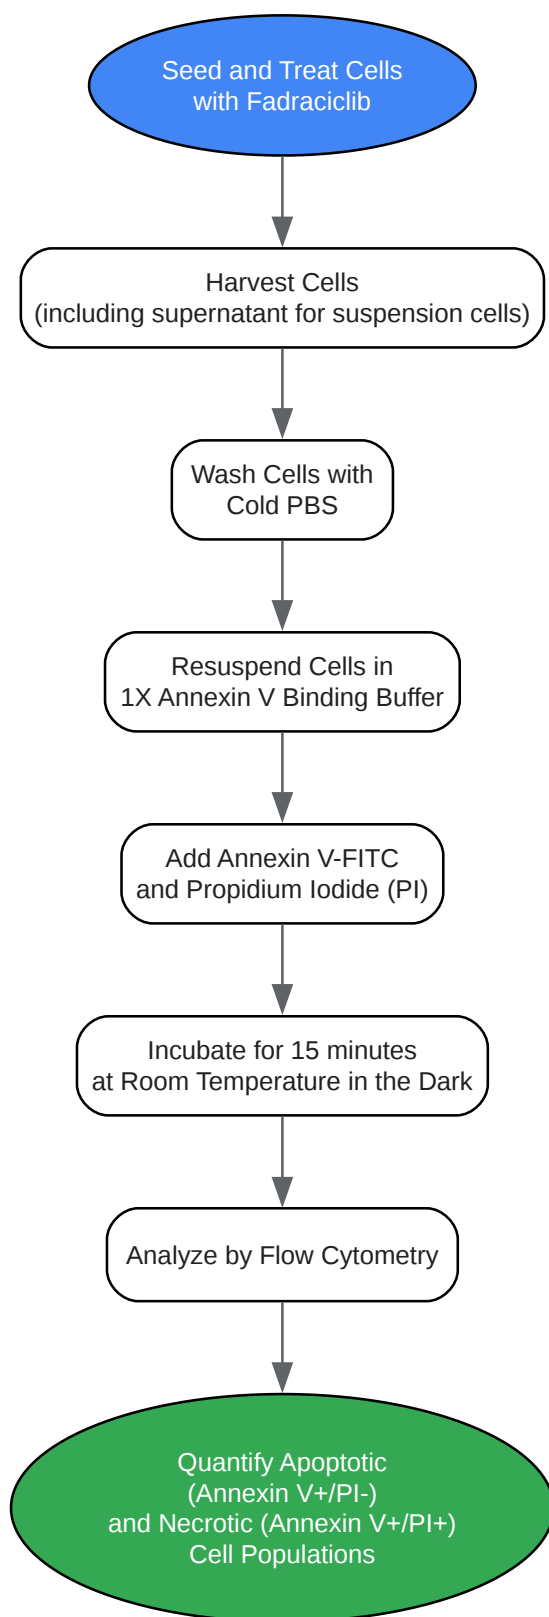 Seed and Treat Cells
with Fadraciclib
Harvest Cells
(including supernatant for suspension cells)
Wash Cells with
Cold PBS
Resuspend Cells in
1X Annexin V Binding Buffer
Add Annexin V-FITC
and Propidium Iodide (PI)
Incubate for 15 minutes
at Room Temperature in the Dark
Analyze by Flow Cytometry
Quantify Apoptotic
(Annexin V+/PI-)
and Necrotic (Annexin V+/PI+)
Cell Populations